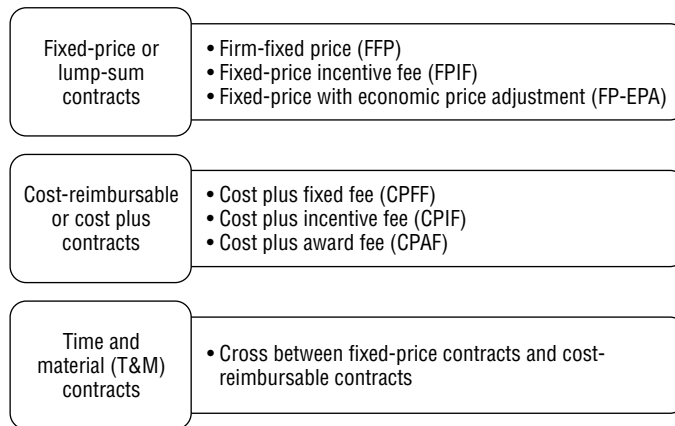 Fixed-price or
lump-sum
contracts
• Firm-fixed price (FFP)
• Fixed-price incentive fee (FPIF)
• Fixed-price with economic price adjustment (FP-EPA)
Cost-reimbursable
or cost plus
contracts
• Cost plus fixed fee (CPFF)
• Cost plus incentive fee (CPIF)
• Cost plus award fee (CPAF)
Time and
material (T&M)
contracts
• Cross between fixed-price contracts and cost-
reimbursable contracts